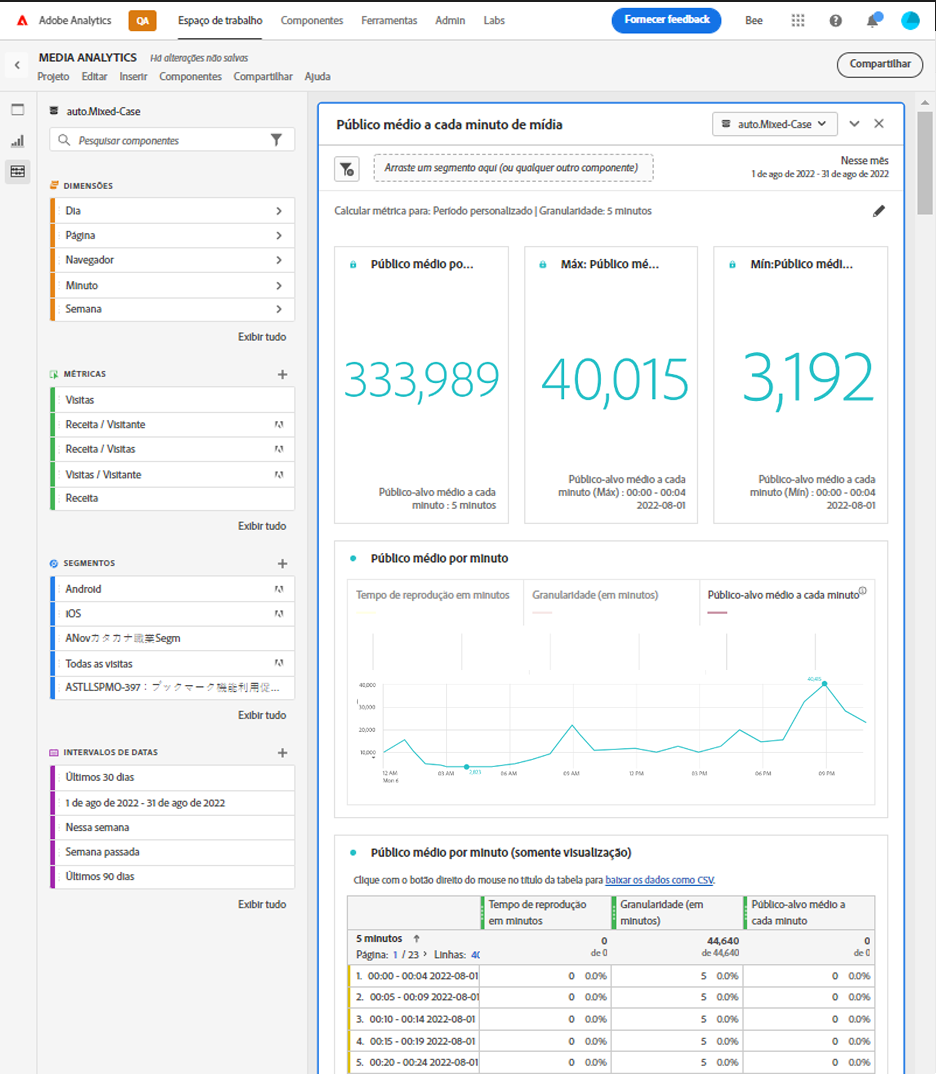 Adobe Analytics QA Espaço de trabalho Componentes Ferramentas Admin Labs Fornecer feedback Bee
MEDIA ANALYTICS Há alterações não salvas
Projeto Editar Inserir Componentes Compartilhar Ajuda
Compartilhar
auto.Mixed-Case
Pesquisar componentes
DIMENSÕES
Dia
Página
Navegador
Minuto
Semana
Exibir tudo
MÉTRICAS
Visitas
Receita / Visitante
Receita / Visitas
Visitas / Visitante
Receita
Exibir tudo
SEGMENTOS
Android
iOS
ANovカタカナ職業Segm
Todas as visitas
ASTLLSPMO-397：ブックマーク機能利用促...
Exibir tudo
INTERVALOS DE DATAS
Últimos 30 dias
1 de ago de 2022 - 31 de ago de 2022
Nessa semana
Semana passada
Últimos 90 dias
Exibir tudo
Público médio a cada minuto de mídia
auto.Mixed-Case
Arraste um segmento aqui (ou qualquer outro componente)
Nesse mês
1 de ago de 2022 - 31 de ago de 2022
Calcular métrica para: Período personalizado | Granularidade: 5 minutos
Público médio po...
333,989
Público-alvo médio a cada
minuto : 5 minutos
Máx: Público mé...
40,015
Público-alvo médio a cada
minuto (Máx) : 00:00 - 00:04
2022-08-01
Mín:Público médi...
3,192
Público-alvo médio a cada
minuto (Mín) : 00:00 - 00:04
2022-08-01
Público médio por minuto
Tempo de reprodução em minutos
Granularidade (em minutos)
Público-alvo médio a cada minuto
40,000
30,000
20,000
10,000
12 AM 03 AM 06 AM 09 AM 12 PM 03 PM 06 PM 09 PM
Público médio por minuto (somente visualização)
Clique com o botão direito do mouse no título da tabela para baixar os dados como CSV.
Tempo de reprodução
em minutos
Granularidade (em
minutos)
Público-alvo médio a
cada minuto
5 minutos 0 44,640 0
Página: 1 / 23 > Linhas: 40 de 0 de 44,640 de 0
1. 00:00 - 00:04 2022-08-01 0 0.0% 5 0.0% 0 0.0%
2. 00:05 - 00:09 2022-08-01 0 0.0% 5 0.0% 0 0.0%
3. 00:10 - 00:14 2022-08-01 0 0.0% 5 0.0% 0 0.0%
4. 00:15 - 00:19 2022-08-01 0 0.0% 5 0.0% 0 0.0%
5. 00:20 - 00:24 2022-08-01 0 0.0% 5 0.0% 0 0.0%